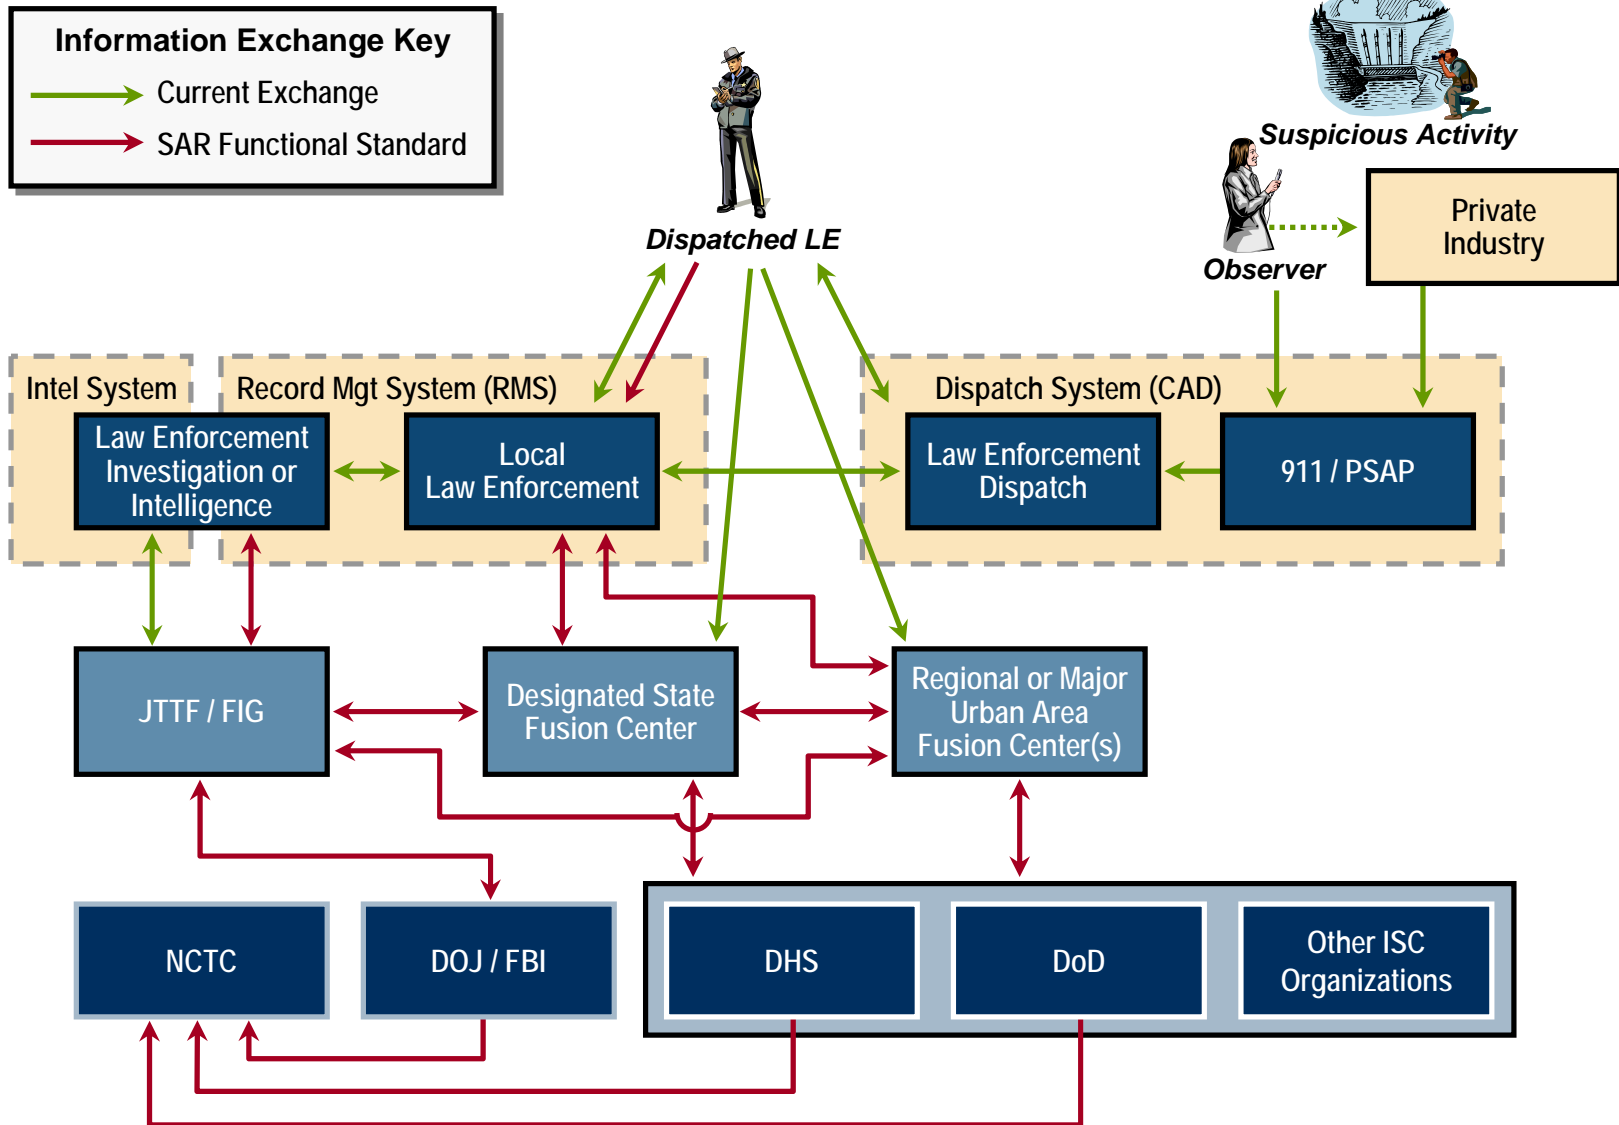 Information Exchange Key
Current Exchange
SAR Functional Standard
Suspicious Activity
Dispatched LE
Observer
Private
Industry
Intel System
Record Mgt System (RMS)
Dispatch System (CAD)
Law Enforcement
Investigation or
Intelligence
Local
Law Enforcement
Law Enforcement
Dispatch
911 / PSAP
JTTF / FIG
Designated State
Fusion Center
Regional or Major
Urban Area
Fusion Center(s)
NCTC
DOJ / FBI
DHS
DoD
Other ISC
Organizations